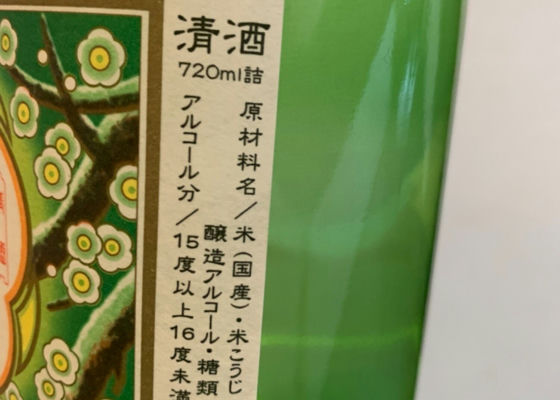 清酒
720ml詰
原材料名／米（国産）・米こうじ
醸造アルコール・糖類
アルコール分／15度以上16度未満